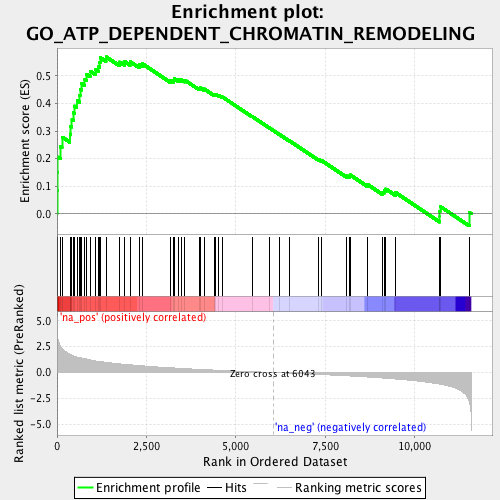 Enrichment plot:
GO_ATP_DEPENDENT_CHROMATIN_REMODELING
Enrichment score (ES)
0.5
0.4
0.3
0.2
0.1
0.0
Ranked list metric (PreRanked)
5.0
2.5
0.0
-2.5
-5.0
'na_pos' (positively correlated)
Zero cross at 6043
'na_neg' (negatively correlated)
0
2,500
5,000
7,500
10,000
Rank in Ordered Dataset
Enrichment profile
Hits
Ranking metric scores